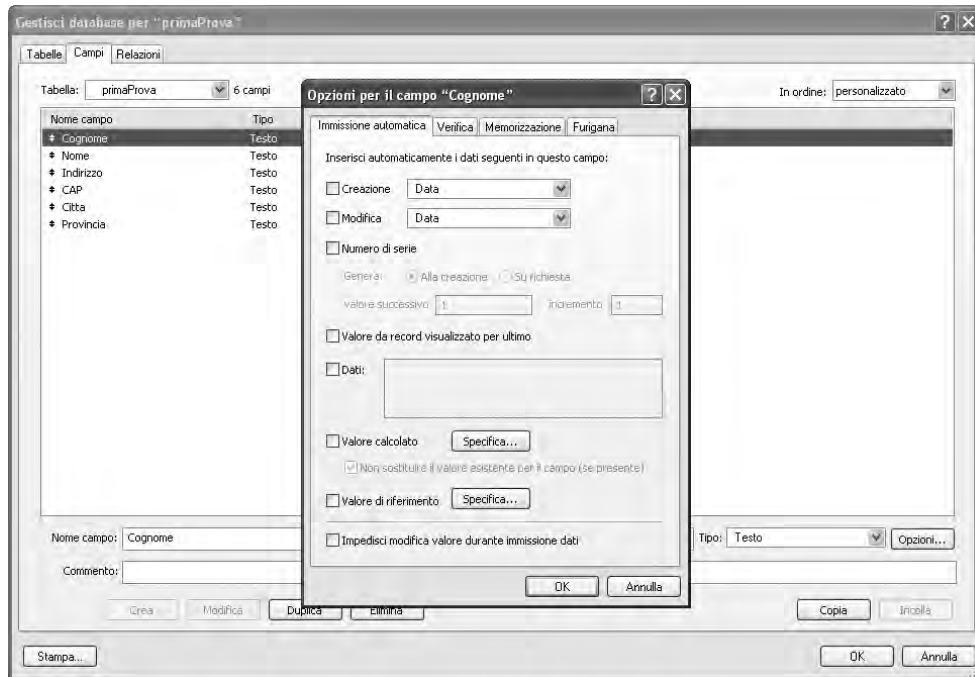 Gestisci database per "primaProva"
Tabelle Campi Relazioni
Tabella: primaProva 6 campi
In ordine: personalizzato
Nome campo Tipo
Cognome Testo
Nome Testo
Indirizzo Testo
CAP Testo
Citta Testo
Provincia Testo
Opzioni per il campo "Cognome"
Immissione automatica Verifica Memorizzazione Furigana
Inserisci automaticamente i dati seguenti in questo campo:
Creazione Data
Modifica Data
Numero di serie
Genera: Alla creazione Su richiesta
valore successivo 1 incremento 1
Valore da record visualizzato per ultimo
Dati:
Valore calcolato Specifica...
Non sostituire il valore esistente per il campo (se presente)
Valore di riferimento Specifica...
Impedisci modifica valore durante immissione dati
OK Annulla
Nome campo: Cognome Tipo: Testo Opzioni...
Commento:
Crea Modifica Duplica Elimina Copia Incolla
Stampa... OK Annulla